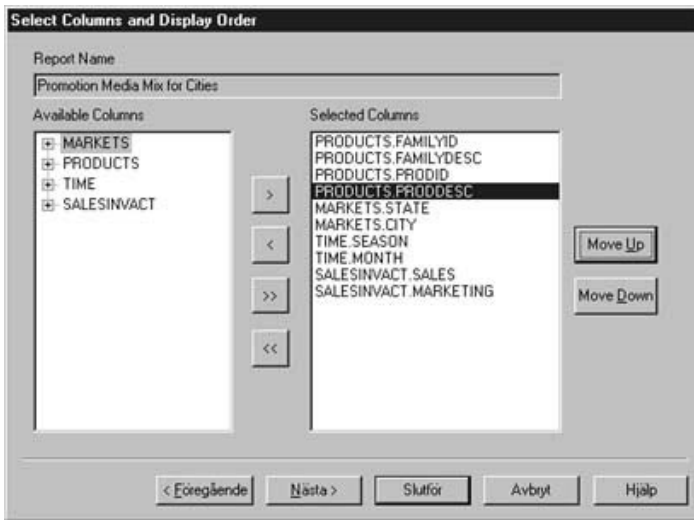 Select Columns and Display Order
Report Name
Promotion Media Mix for Cities
Available Columns
MARKETS
PRODUCTS
TIME
SALESINVACT
>
<
>>
<<
Selected Columns
PRODUCTS.FAMILYID
PRODUCTS.FAMILYDESC
PRODUCTS.PRODID
PRODUCTS.PRODDESC
MARKETS.STATE
MARKETS.CITY
TIME.SEASON
TIME.MONTH
SALESINVACT.SALES
SALESINVACT.MARKETING
Move Up
Move Down
< Föregående
Nästa >
Slutför
Avbryt
Hjälp